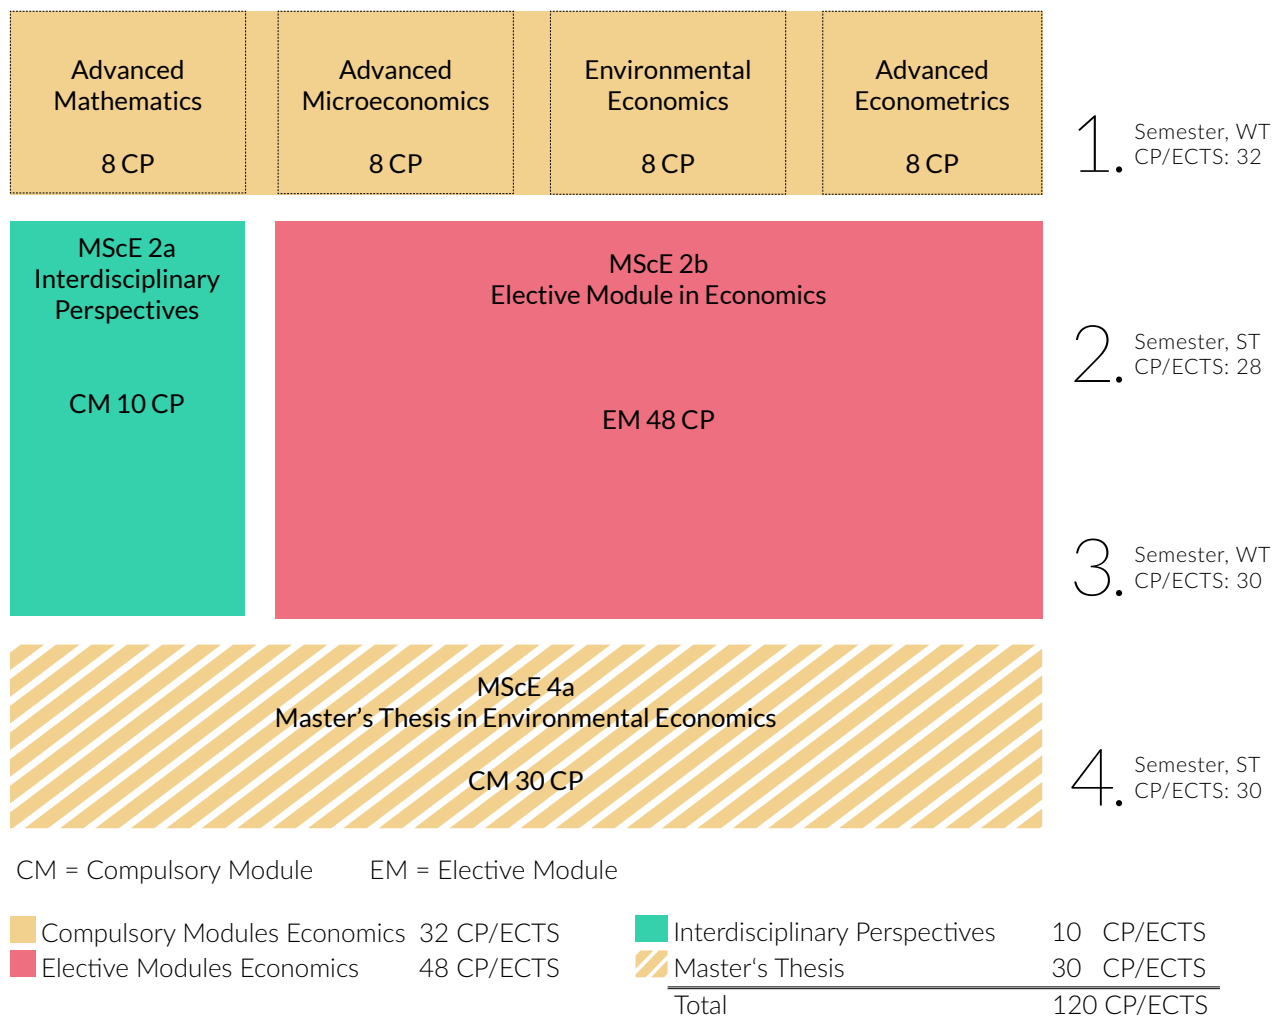 Advanced
Mathematics
8 CP
Advanced
Microeconomics
8 CP
Environmental
Economics
8 CP
Advanced
Econometrics
8 CP
1. Semester, WT
CP/ECTS: 32
MScE 2a
Interdisciplinary
Perspectives
CM 10 CP
MScE 2b
Elective Module in Economics
EM 48 CP
2. Semester, ST
CP/ECTS: 28
3. Semester, WT
CP/ECTS: 30
MScE 4a
Master’s Thesis in Environmental Economics
CM 30 CP
4. Semester, ST
CP/ECTS: 30
CM = Compulsory Module EM = Elective Module
Compulsory Modules Economics 32 CP/ECTS
Elective Modules Economics 48 CP/ECTS
Interdisciplinary Perspectives 10 CP/ECTS
Master‘s Thesis 30 CP/ECTS
Total 120 CP/ECTS